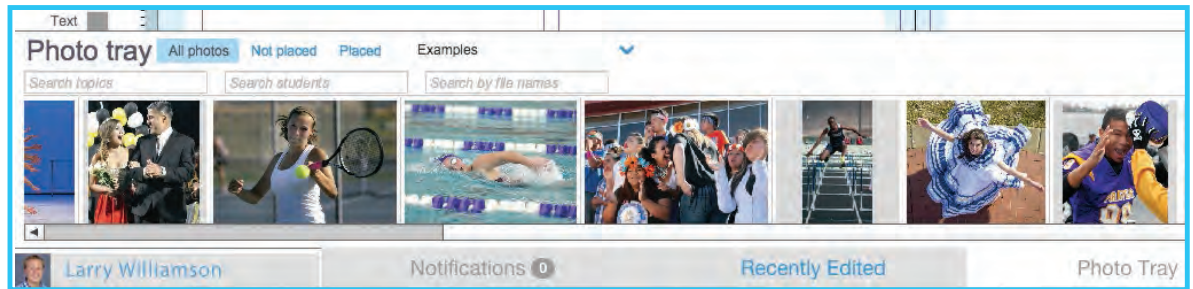 Text
Photo tray All photos Not placed Placed Examples
Search topics Search students Search by file names
Larry Williamson Notifications 0 Recently Edited Photo Tray